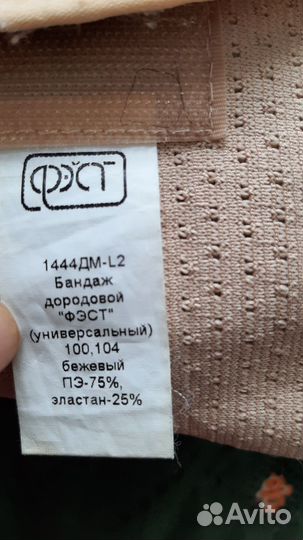 ФЭСТ
1444ДМ-L2
Бандаж
дородовой
"ФЭСТ"
(универсальный)
100,104
бежевый
ПЭ-75%,
эластан-25%
Avito